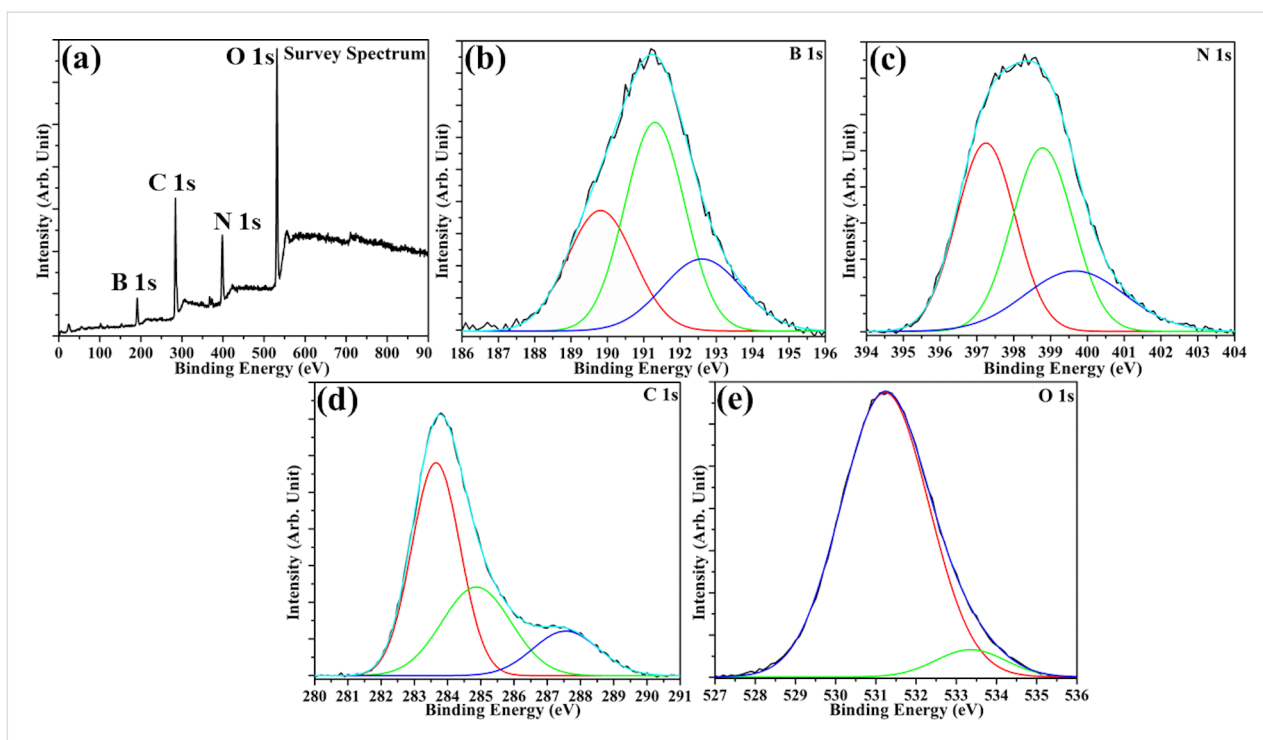 (a)
O 1s
Survey Spectrum
C 1s
N 1s
B 1s
Intensity (Arb. Unit)
0 100 200 300 400 500 600 700 800 90
Binding Energy (eV)
(b)
B 1s
Intensity (Arb. Unit)
186 187 188 189 190 191 192 193 194 195 196
Binding Energy (eV)
(c)
N 1s
Intensity (Arb. Unit)
394 395 396 397 398 399 400 401 402 403 404
Binding Energy (eV)
(d)
C 1s
Intensity (Arb. Unit)
280 281 282 283 284 285 286 287 288 289 290 291
Binding Energy (eV)
(e)
O 1s
Intensity (Arb. Unit)
527 528 529 530 531 532 533 534 535 536
Binding Energy (eV)